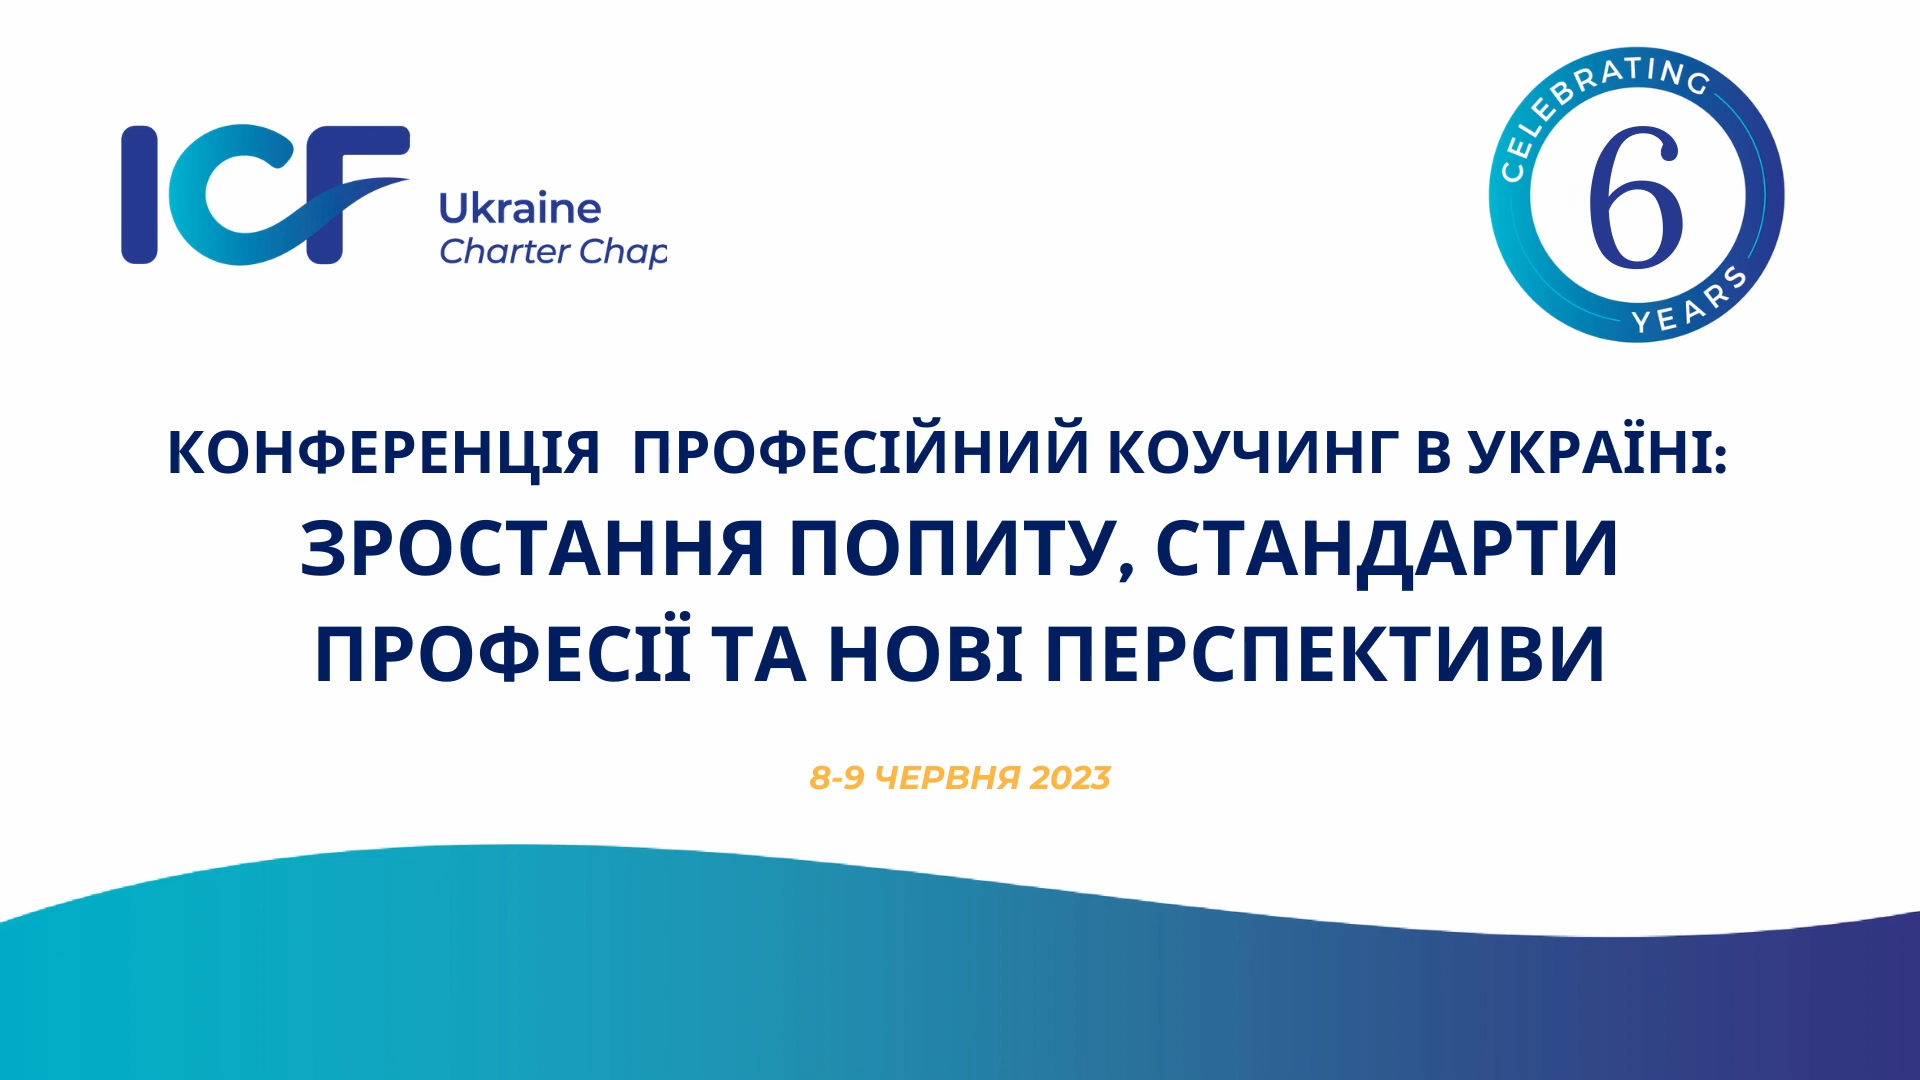 ICF
Ukraine
Charter Chap
CELEBRATING
6
YEARS
КОНФЕРЕНЦІЯ ПРОФЕСІЙНИЙ КОУЧИНГ В УКРАЇНІ:
ЗРОСТАННЯ ПОПИТУ, СТАНДАРТИ
ПРОФЕСІЇ ТА НОВІ ПЕРСПЕКТИВИ
8-9 ЧЕРВНЯ 2023